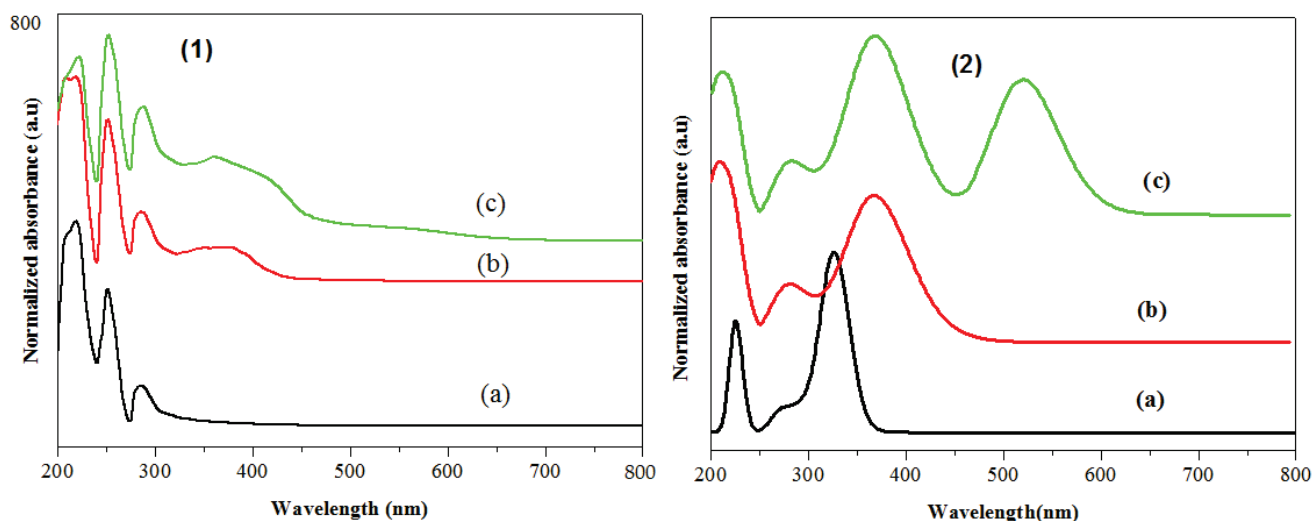 800
(1)
Normalized absorbance (a.u)
(c)
(b)
(a)
200 300 400 500 600 700 800
Wavelength (nm)
(2)
Normalized absorbance (a.u)
(c)
(b)
(a)
200 300 400 500 600 700 800
Wavelength(nm)